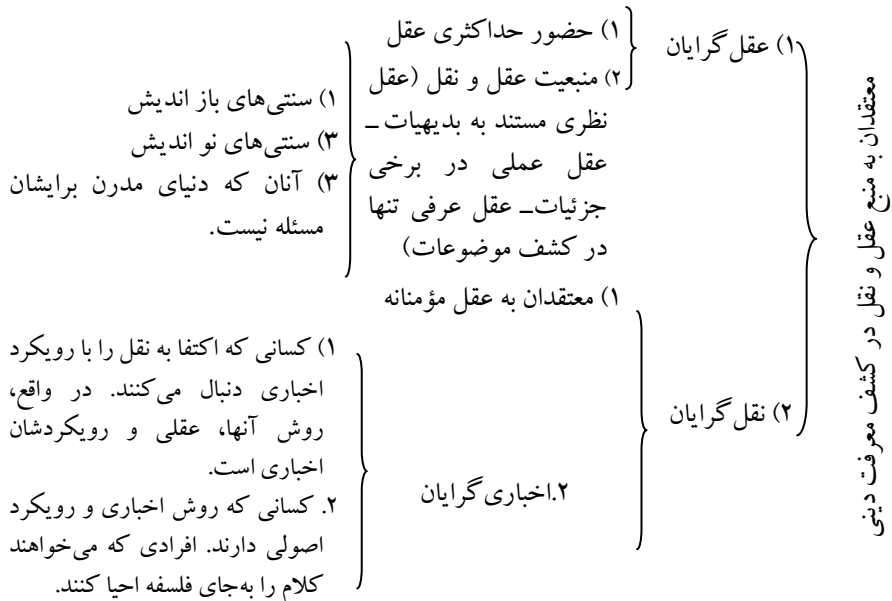 معتقدان به منبع عقل و نقل در کشف معرفت دینی
۱) عقل‌گرایان
۱) حضور حداکثری عقل
۲) منبعیت عقل و نقل (عقل
نظری مستند به بدیهیات ـ
عقل عملی در برخی
جزئیات ـ عقل عرفی تنها
در کشف موضوعات)
۱) سنتی‌های باز اندیش
۳) سنتی‌های نو اندیش
۳) آنان که دنیای مدرن برایشان
مسئله نیست.
۲) نقل‌گرایان
۱) معتقدان به عقل مؤمنانه
۲.اخباری‌گرایان
۱) کسانی که اکتفا به نقل را با رویکرد
اخباری دنبال می‌کنند. در واقع،
روش آنها، عقلی و رویکردشان
اخباری است.
۲. کسانی که روش اخباری و رویکرد
اصولی دارند. افرادی که می‌خواهند
کلام را به‌جای فلسفه احیا کنند.